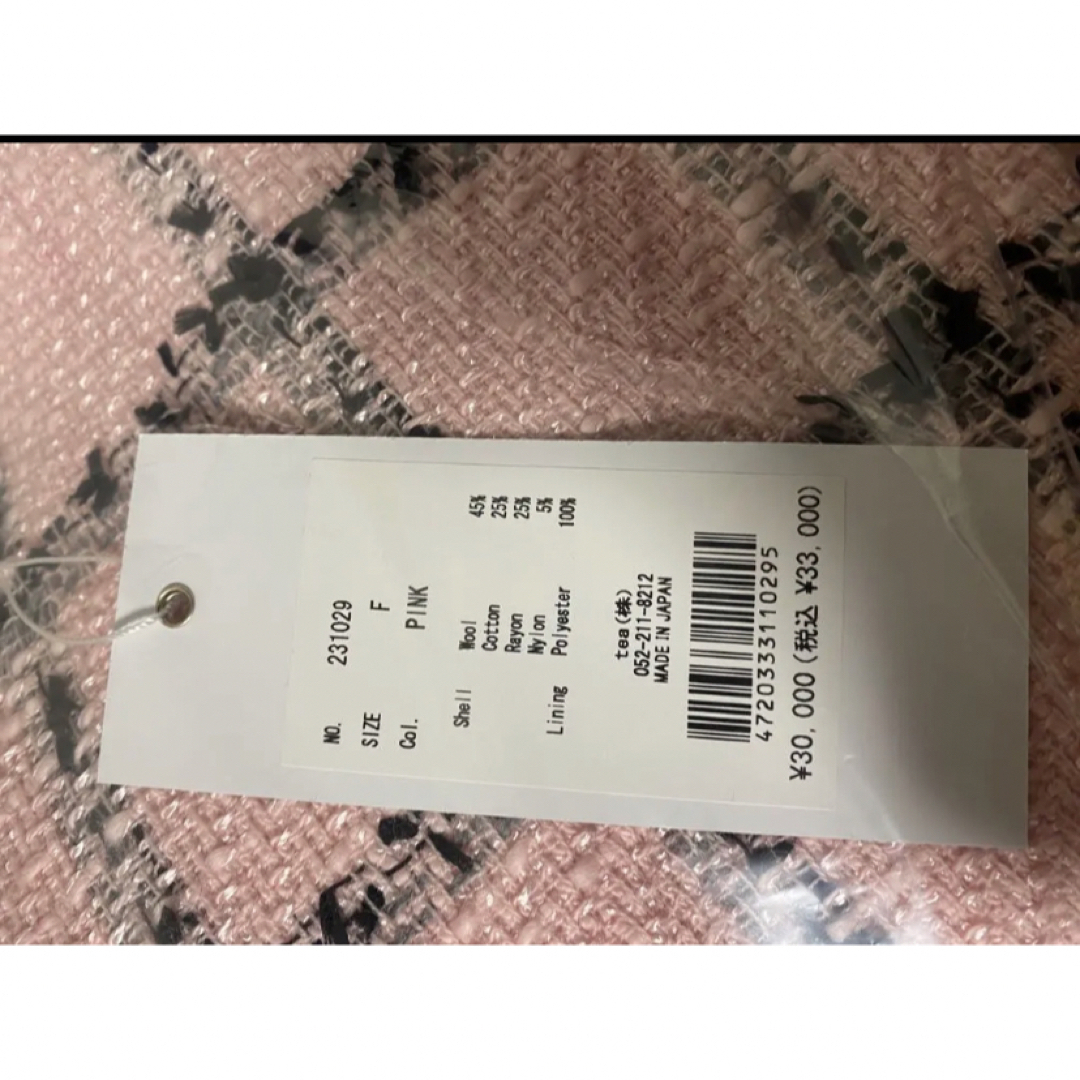 NO. 231029
SIZE F
Col. PINK
Shell Wool 45%
Cotton 25%
Rayon 25%
Nylon 5%
Lining Polyester 100%
tea(株)
052-211-8212
MADE IN JAPAN
4720333110295
¥30,000(税込 ¥33,000)